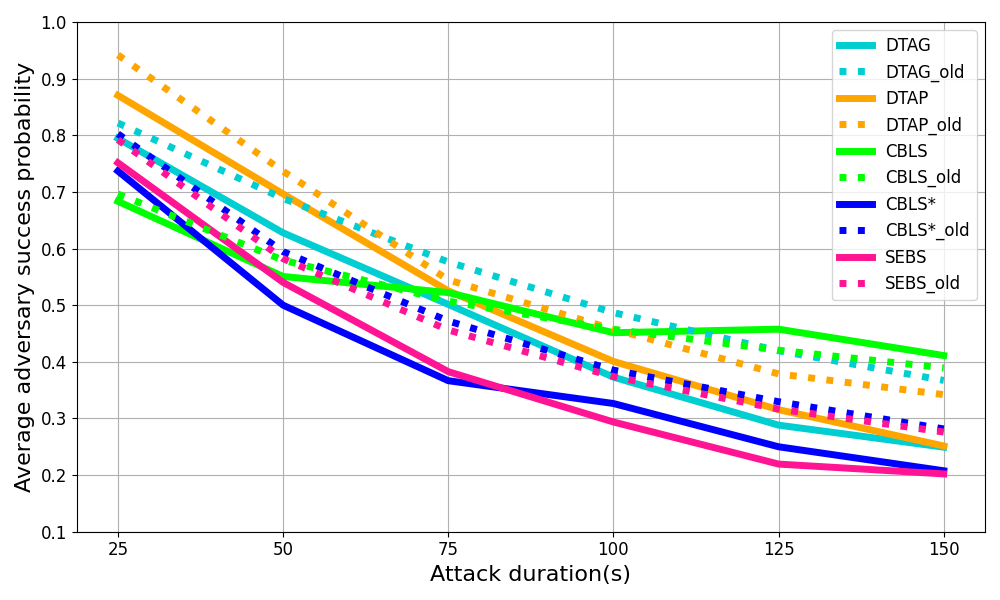 1.0
0.9
0.8
0.7
0.6
0.5
0.4
0.3
0.2
0.1
Average adversary success probability
25 50 75 100 125 150
Attack duration(s)
DTAG
DTAG_old
DTAP
DTAP_old
CBLS
CBLS_old
CBLS*
CBLS*_old
SEBS
SEBS_old